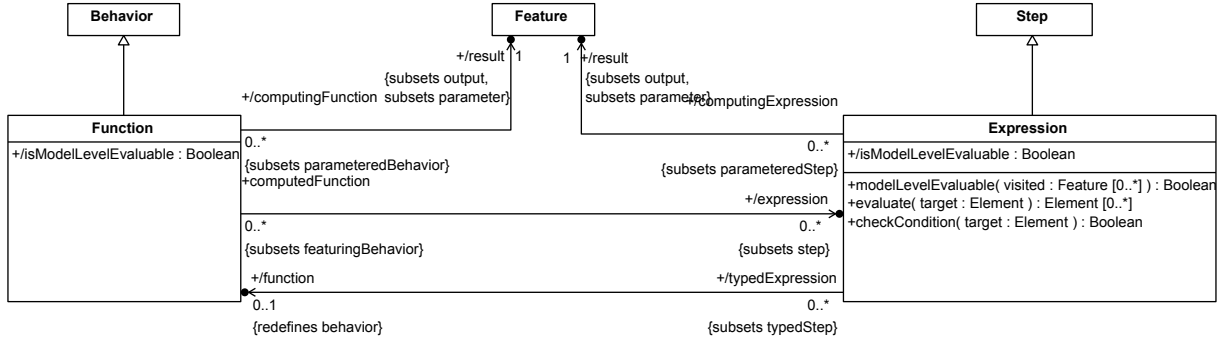 Behavior
Feature
Step
+/result 1
1 +/result
{subsets output,
subsets parameter}
{subsets output,
subsets parameter}
+/computingFunction
+/computingExpression
Function
+/isModelLevelEvaluable : Boolean
0..*
{subsets parameteredBehavior}
0..*
{subsets parameteredStep}
Expression
+/isModelLevelEvaluable : Boolean
+modelLevelEvaluable( visited : Feature [0..*] ) : Boolean
+evaluate( target : Element ) : Element [0..*]
+checkCondition( target : Element ) : Boolean
+computedFunction
+/expression
0..*
{subsets featuringBehavior}
0..*
{subsets step}
+/function
+/typedExpression
0..1
{redefines behavior}
0..*
{subsets typedStep}